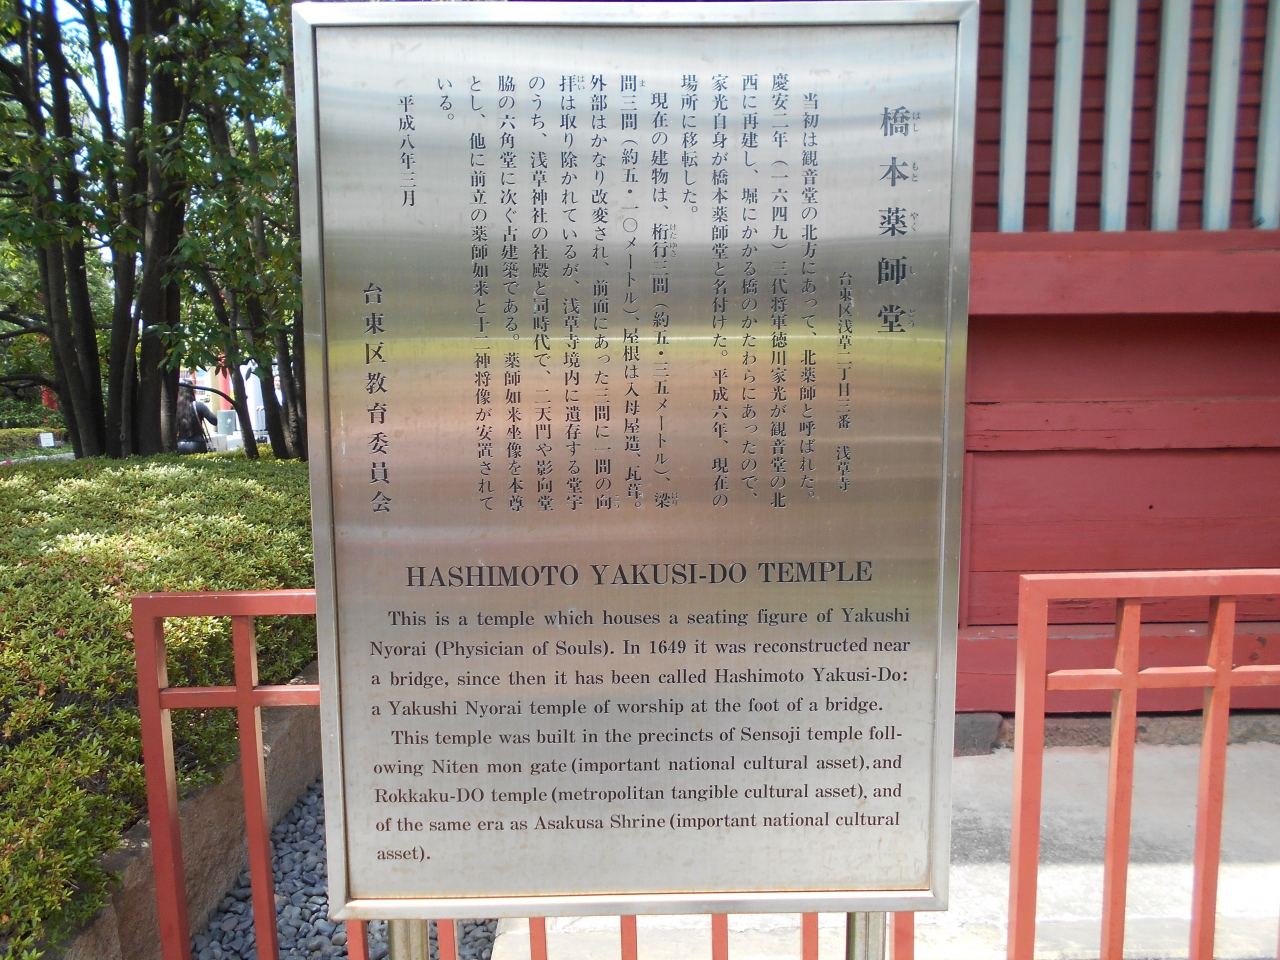 橋本薬師堂
台東区浅草二丁目三番　浅草寺
当初は観音堂の北方にあって、北薬師と呼ばれた。
慶安二年（一六四九）三代将軍徳川家光が観音堂の北
西に再建し、堀にかかる橋のかたわらにあったので、
家光自身が橋本薬師堂と名付けた。平成六年、現在の
場所に移転した。
現在の建物は、桁行三間（約五・三五メートル）、梁
間三間（約五・一〇メートル）、屋根は入母屋造、瓦葺。
外部はかなり改変され、前面にあった三間に一間の向
拝は取り除かれているが、浅草寺境内に遺存する堂宇
のうち、浅草神社の社殿と同時代で、二天門や影向堂
脇の六角堂に次ぐ古建築である。薬師如来坐像を本尊
とし、他に前立の薬師如来と十二神将像が安置されて
いる。
平成八年三月
台東区教育委員会
HASHIMOTO YAKUSI-DO TEMPLE
This is a temple which houses a seating figure of Yakushi
Nyorai (Physician of Souls). In 1649 it was reconstructed near
a bridge, since then it has been called Hashimoto Yakusi-Do:
a Yakushi Nyorai temple of worship at the foot of a bridge.
This temple was built in the precincts of Sensoji temple fol-
owing Niten mon gate (important national cultural asset), and
Rokkaku-DO temple (metropolitan tangible cultural asset), and
of the same era as Asakusa Shrine (important national cultural
asset).